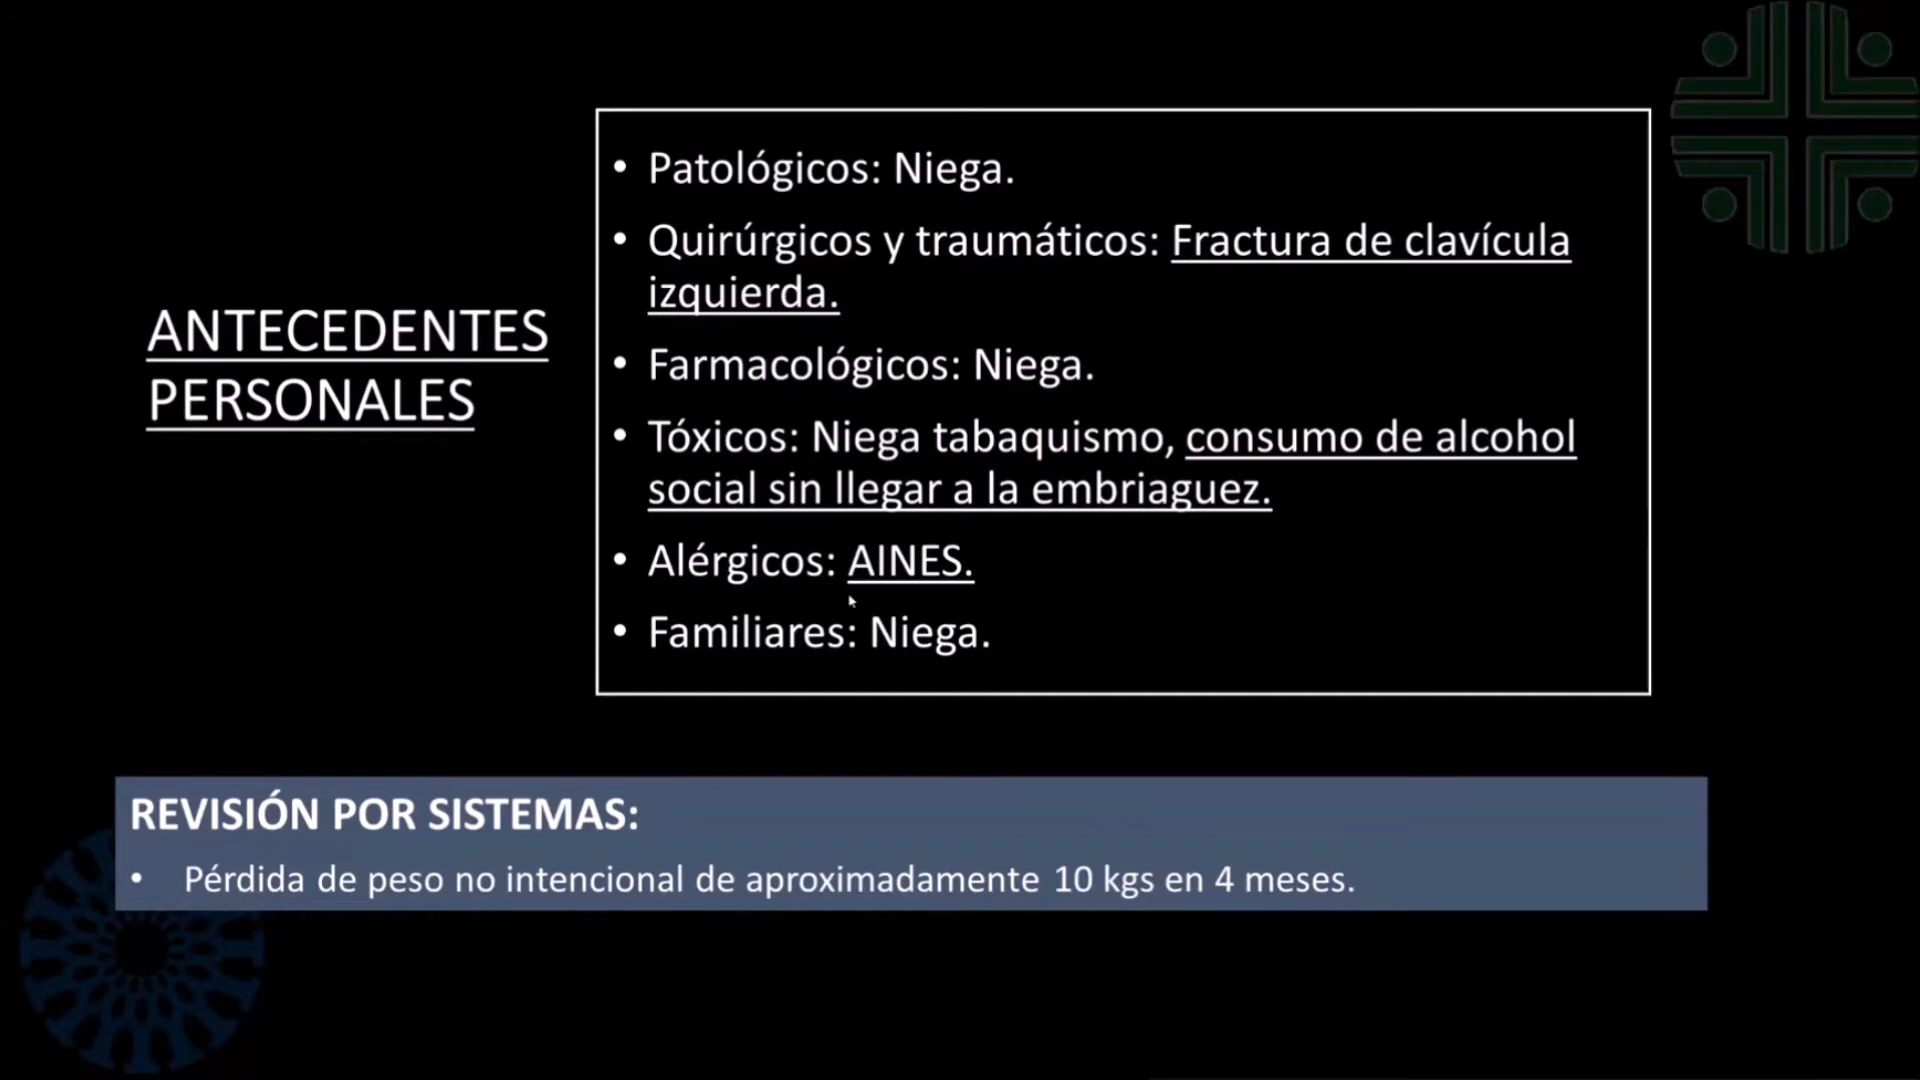 ANTECEDENTES
PERSONALES
• Patológicos: Niega.
• Quirúrgicos y traumáticos: Fractura de clavícula
izquierda.
• Farmacológicos: Niega.
• Tóxicos: Niega tabaquismo, consumo de alcohol
social sin llegar a la embriaguez.
• Alérgicos: AINES.
• Familiares: Niega.
REVISIÓN POR SISTEMAS:
• Pérdida de peso no intencional de aproximadamente 10 kgs en 4 meses.